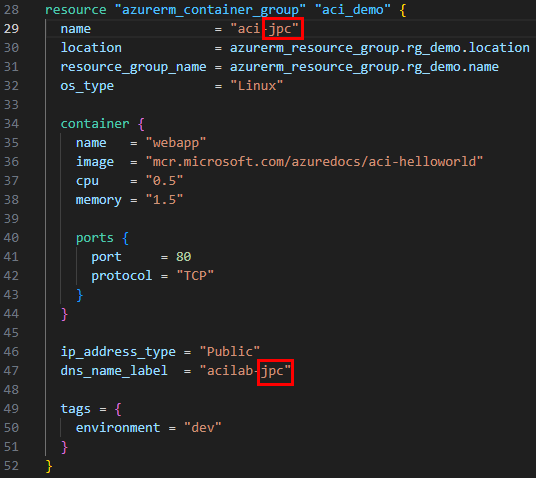 28 resource "azurerm_container_group" "aci_demo" {
29 name = "aci-jpc"
30 location = azurerm_resource_group.rg_demo.location
31 resource_group_name = azurerm_resource_group.rg_demo.name
32 os_type = "Linux"
33
34 container {
35 name = "webapp"
36 image = "mcr.microsoft.com/azuredocs/aci-helloworld"
37 cpu = "0.5"
38 memory = "1.5"
39
40 ports {
41 port = 80
42 protocol = "TCP"
43 }
44 }
45
46 ip_address_type = "Public"
47 dns_name_label = "acilab-jpc"
48
49 tags = {
50 environment = "dev"
51 }
52 }